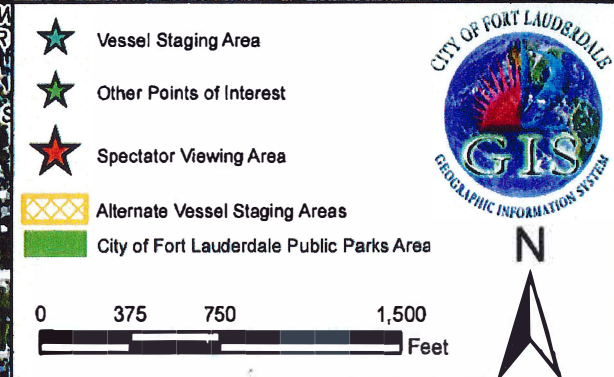 Vessel Staging Area
Other Points of Interest
Spectator Viewing Area
Alternate Vessel Staging Areas
City of Fort Lauderdale Public Parks Area
0 375 750 1,500
Feet
CITY OF FORT LAUDERDALE
GIS
GEOGRAPHIC INFORMATION SYSTEM
N